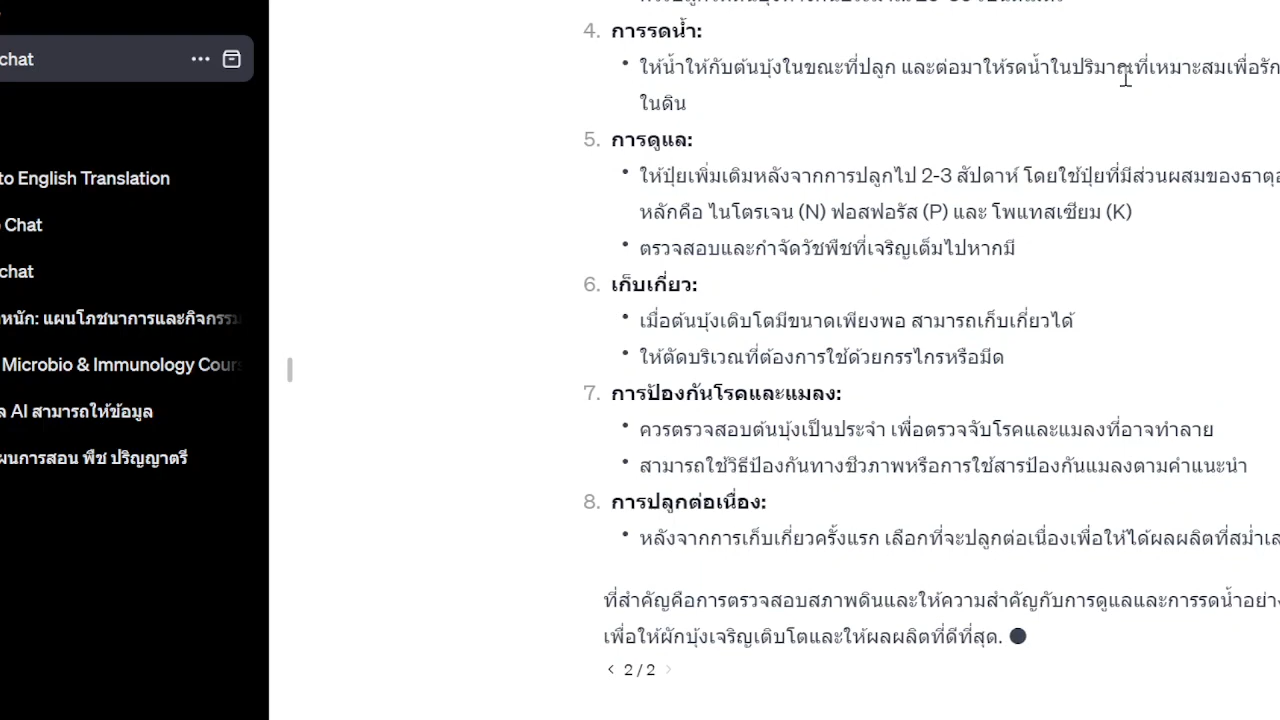 chat
to English Translation
Chat
chat
หนัก: แผนโภชนาการและกิจกรรม
Microbio & Immunology Cour
AI สามารถให้ข้อมูล
ผนการสอน พืช ปริญญาตรี
4. การรดน้ำ:
• ให้น้ำให้กับต้นบุ้งในขณะที่ปลูก และต่อมาให้รดน้ำในปริมาณที่เหมาะสมเพื่อรัก
ในดิน
5. การดูแล:
• ให้ปุ๋ยเพิ่มเติมหลังจากการปลูกไป 2-3 สัปดาห์ โดยใช้ปุ๋ยที่มีส่วนผสมของธาตุ
หลักคือ ไนโตรเจน (N) ฟอสฟอรัส (P) และ โพแทสเซียม (K)
• ตรวจสอบและกำจัดวัชพืชที่เจริญเต็มไปหากมี
6. เก็บเกี่ยว:
• เมื่อต้นบุ้งเติบโตมีขนาดเพียงพอ สามารถเก็บเกี่ยวได้
• ให้ตัดบริเวณที่ต้องการใช้ด้วยกรรไกรหรือมีด
7. การป้องกันโรคและแมลง:
• ควรตรวจสอบต้นบุ้งเป็นประจำ เพื่อตรวจจับโรคและแมลงที่อาจทำลาย
• สามารถใช้วิธีป้องกันทางชีวภาพหรือการใช้สารป้องกันแมลงตามคำแนะนำ
8. การปลูกต่อเนื่อง:
• หลังจากการเก็บเกี่ยวครั้งแรก เลือกที่จะปลูกต่อเนื่องเพื่อให้ได้ผลผลิตที่สม่ำเส
ที่สำคัญคือการตรวจสอบสภาพดินและให้ความสำคัญกับการดูแลและการรดน้ำอย่าง
เพื่อให้ผักบุ้งเจริญเติบโตและให้ผลผลิตที่ดีที่สุด.
2 / 2